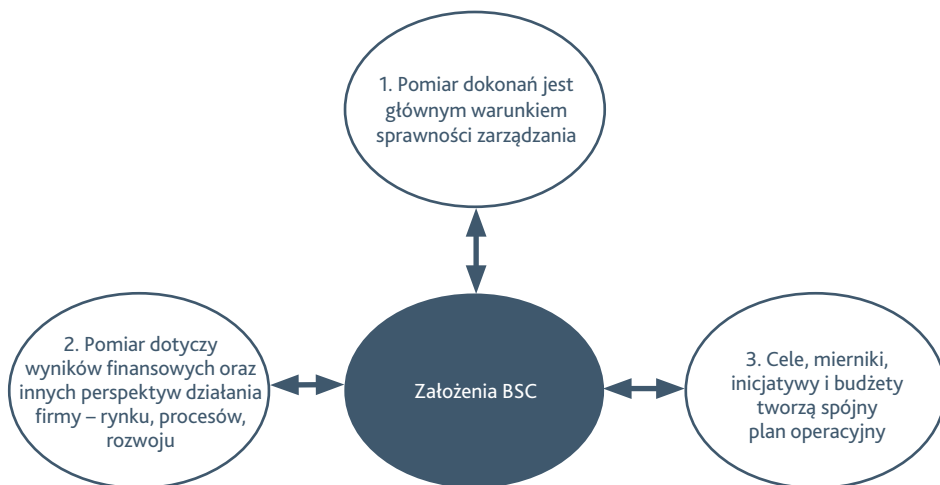 1. Pomiar dokonań jest
głównym warunkiem
sprawności zarządzania
2. Pomiar dotyczy
wyników finansowych oraz
innych perspektyw działania
firmy – rynku, procesów,
rozwoju
Założenia BSC
3. Cele, mierniki,
inicjatywy i budżety
tworzą spójny
plan operacyjny